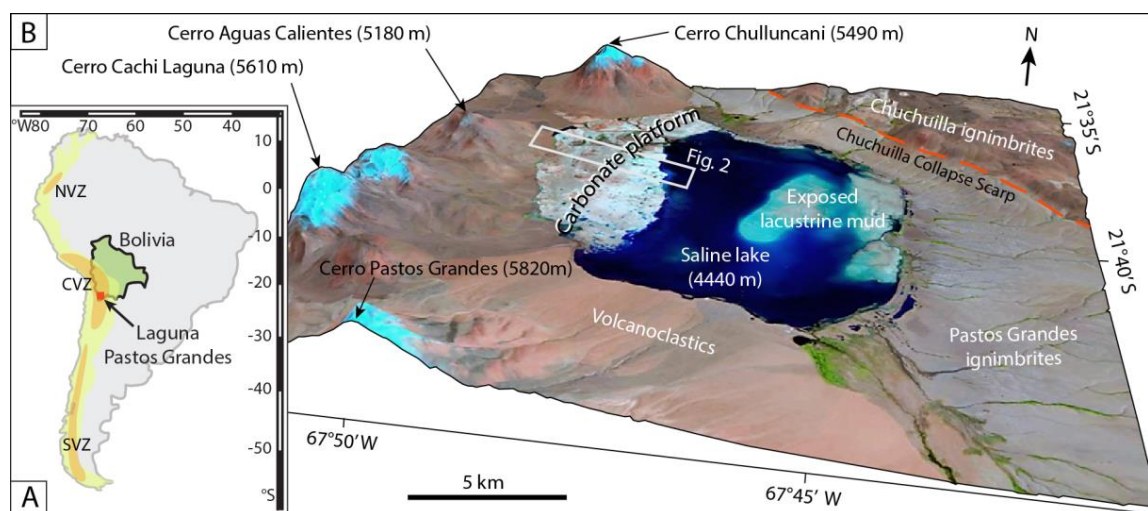 B
Cerro Aguas Calientes (5180 m)
Cerro Chulluncani (5490 m)
Cerro Cachi Laguna (5610 m)
N
21°35'S
Chuchuilla ignimbrites
Chuchuilla Collapse Scarp
Carbonate platform
Fig. 2
Exposed
lacustrine mud
21°40'S
Saline lake
(4440 m)
Cerro Pastos Grandes (5820m)
Volcanoclastics
Pastos Grandes
ignimbrites
67°50' W
67°45' W
5 km
°W80 70 60 50 40
10
0
-10
-20
-30
-40
-50
°S
NVZ
Bolivia
CVZ
Laguna
Pastos Grandes
SVZ
A